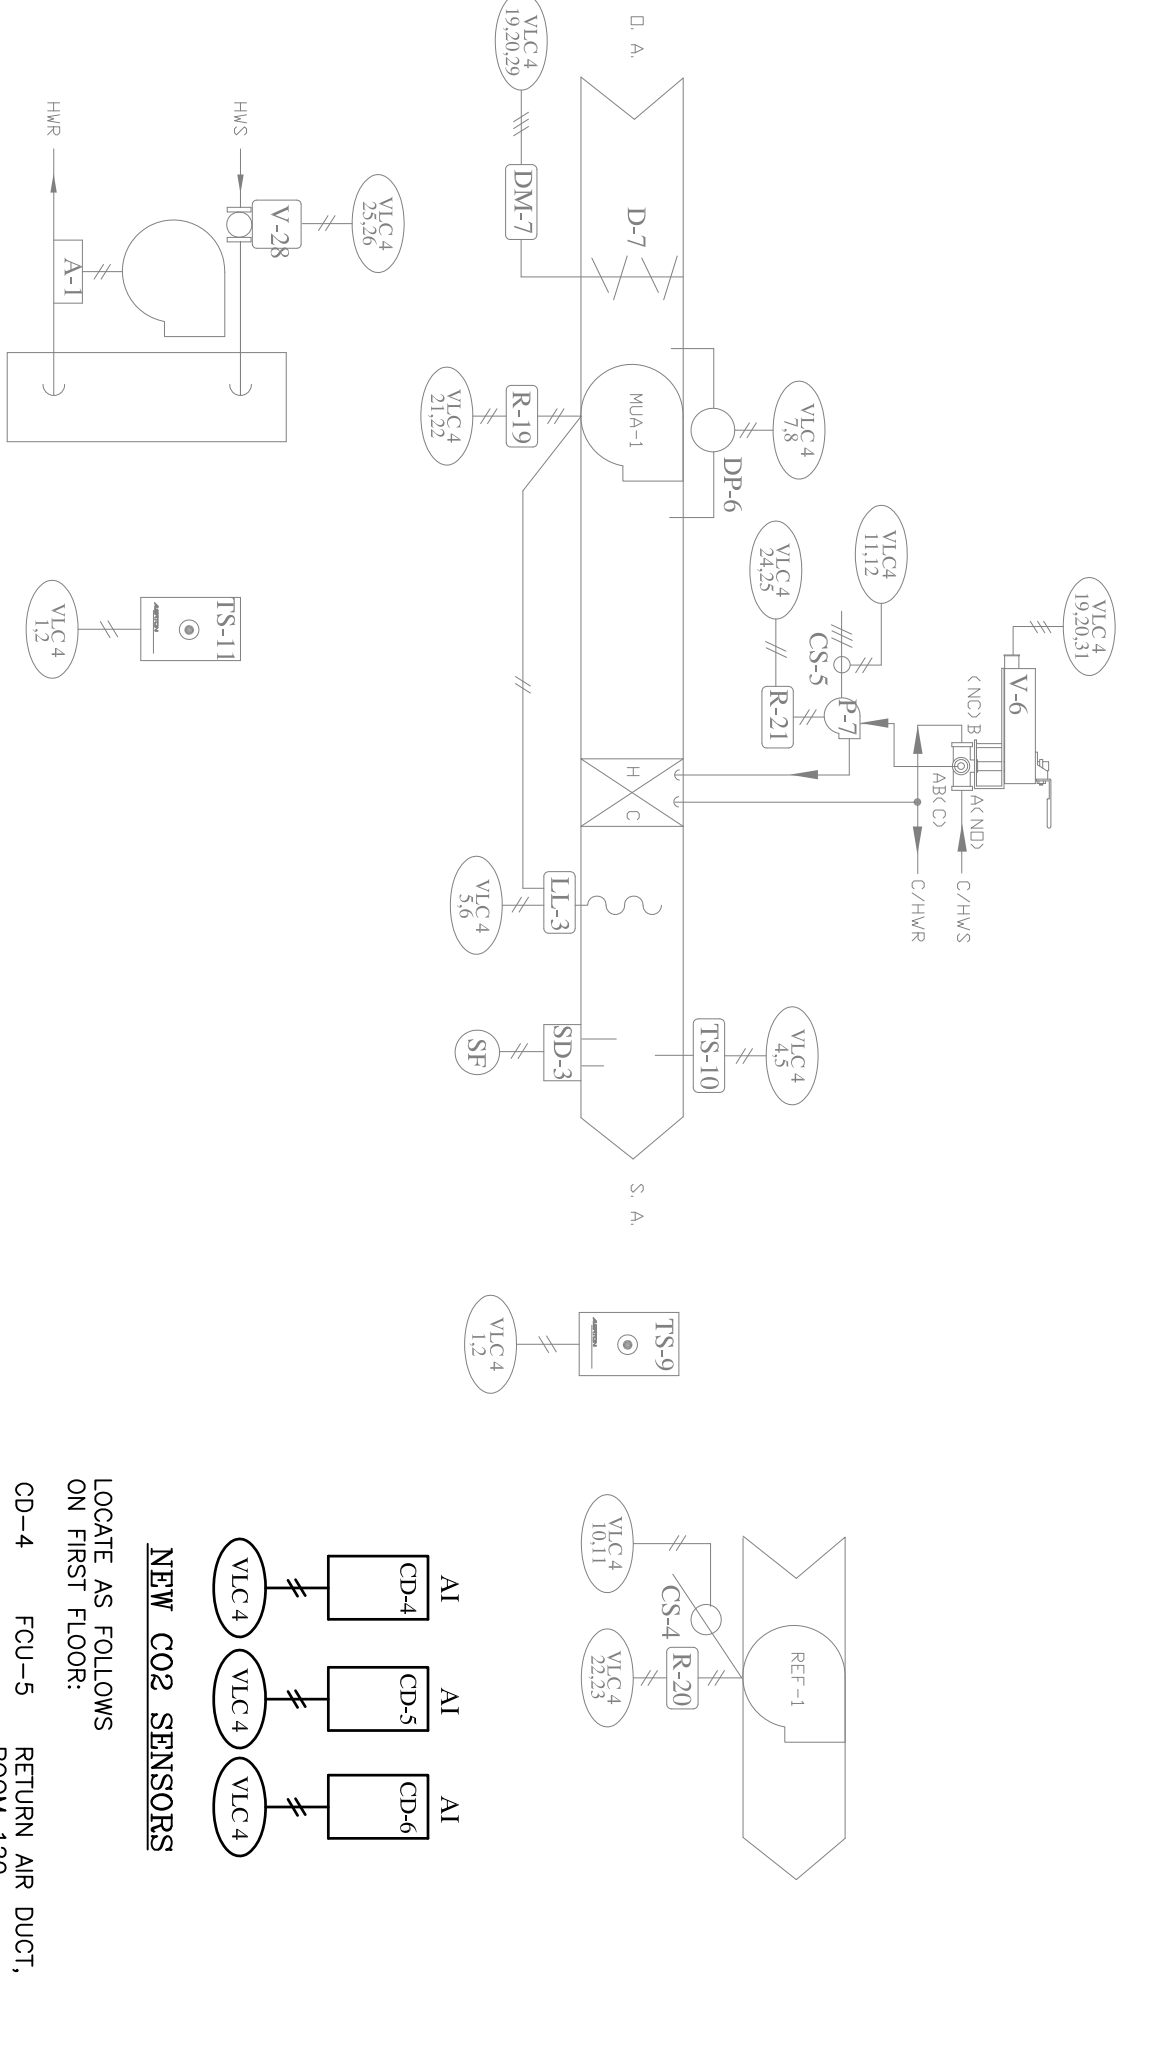 VLC 4
19,20,31
V-6
(NC)B
A(NO)
AB(C)
C/HWS
C/HWR
VLC4
11,12
CS-5
P-7
VLC 4
24,25
R-21
VLC 4
7,8
DP-6
VLC 4
4,5
TS-10
O. A.
D-7
MUA-1
H
C
S. A.
VLC 4
19,20,29
DM-7
VLC 4
21,22
R-19
LL-3
VLC 4
5,6
SD-3
SF
TS-9
VLC 4
1,2
REF-1
CS-4
R-20
VLC 4
10,11
VLC 4
22,23
HWS
V-28
VLC 4
25,26
HWR
A-1
TS-11
VLC 4
1,2
AI
AI
AI
CD-4
CD-5
CD-6
VLC 4
VLC 4
VLC 4
NEW CO2 SENSORS
LOCATE AS FOLLOWS
ON FIRST FLOOR:
CD-4 FCU-5 RETURN AIR DUCT,